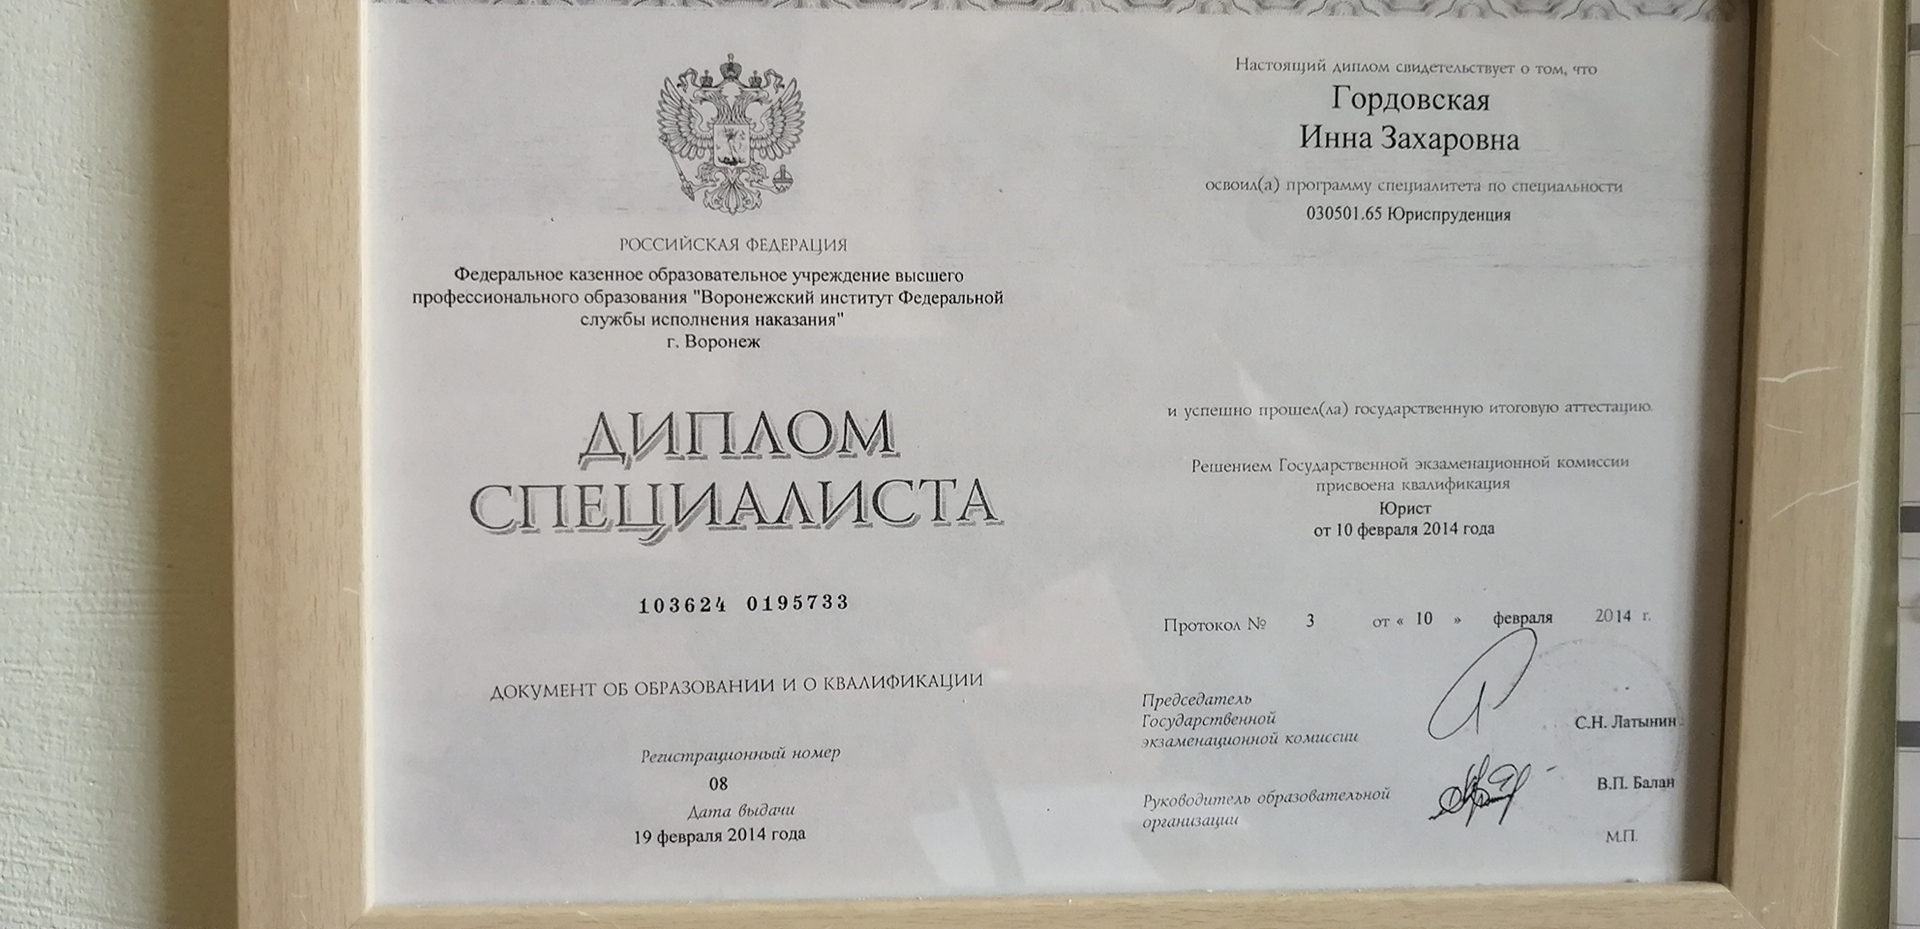 РОССИЙСКАЯ ФЕДЕРАЦИЯ
Федеральное казенное образовательное учреждение высшего
профессионального образования "Воронежский институт Федеральной
службы исполнения наказания"
г. Воронеж
ДИПЛОМ
СПЕЦИАЛИСТА
103624 0195733
ДОКУМЕНТ ОБ ОБРАЗОВАНИИ И О КВАЛИФИКАЦИИ
Регистрационный номер
08
Дата выдачи
19 февраля 2014 года
Настоящий диплом свидетельствует о том, что
Гордовская
Инна Захаровна
освоил(а) программу специалитета по специальности
030501.65 Юриспруденция
и успешно прошел(ла) государственную итоговую аттестацию.
Решением Государственной экзаменационной комиссии
присвоена квалификация
Юрист
от 10 февраля 2014 года
Протокол № 3 от « 10 » февраля 2014 г.
Председатель
Государственной
экзаменационной комиссии
С.Н. Латынин
Руководитель образовательной
организации
В.П. Балан
М.П.